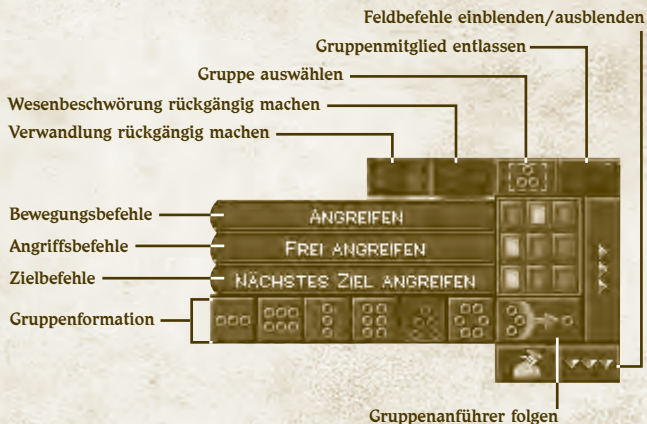 Feldbefehle einblenden/ausblenden
Gruppenmitglied entlassen
Gruppe auswählen
Wesenbeschwörung rückgängig machen
Verwandlung rückgängig machen
Bewegungsbefehle
ANGREIFEN
Angriffsbefehle
FREI ANGREIFEN
Zielbefehle
NÄCHSTES ZIEL ANGREIFEN
Gruppenformation
Gruppenanführer folgen